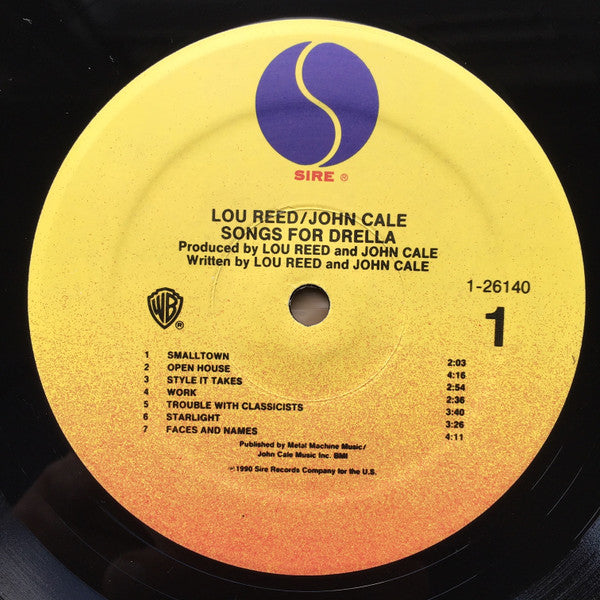 SIRE ®
LOU REED/JOHN CALE
SONGS FOR DRELLA
Produced by LOU REED and JOHN CALE
Written by LOU REED and JOHN CALE
1-26140
WB ®
1
1 SMALLTOWN 2:03
2 OPEN HOUSE 4:16
3 STYLE IT TAKES 2:54
4 WORK 2:36
5 TROUBLE WITH CLASSICISTS 3:40
6 STARLIGHT 3:26
7 FACES AND NAMES 4:11
Published by Metal Machine Music/
John Cale Music Inc. BMI
℗1990 Sire Records Company for the U.S.